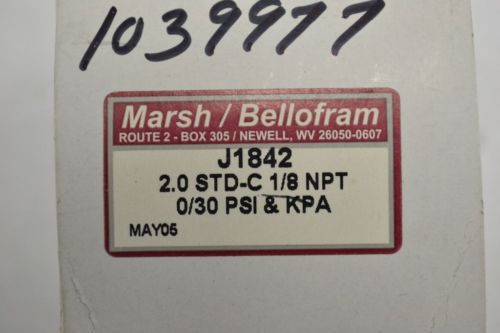 1039977
Marsh / Bellofram
ROUTE 2 - BOX 305 / NEWELL, WV 26050-0607
J1842
2.0 STD-C 1/8 NPT
0/30 PSI & KPA
MAY05